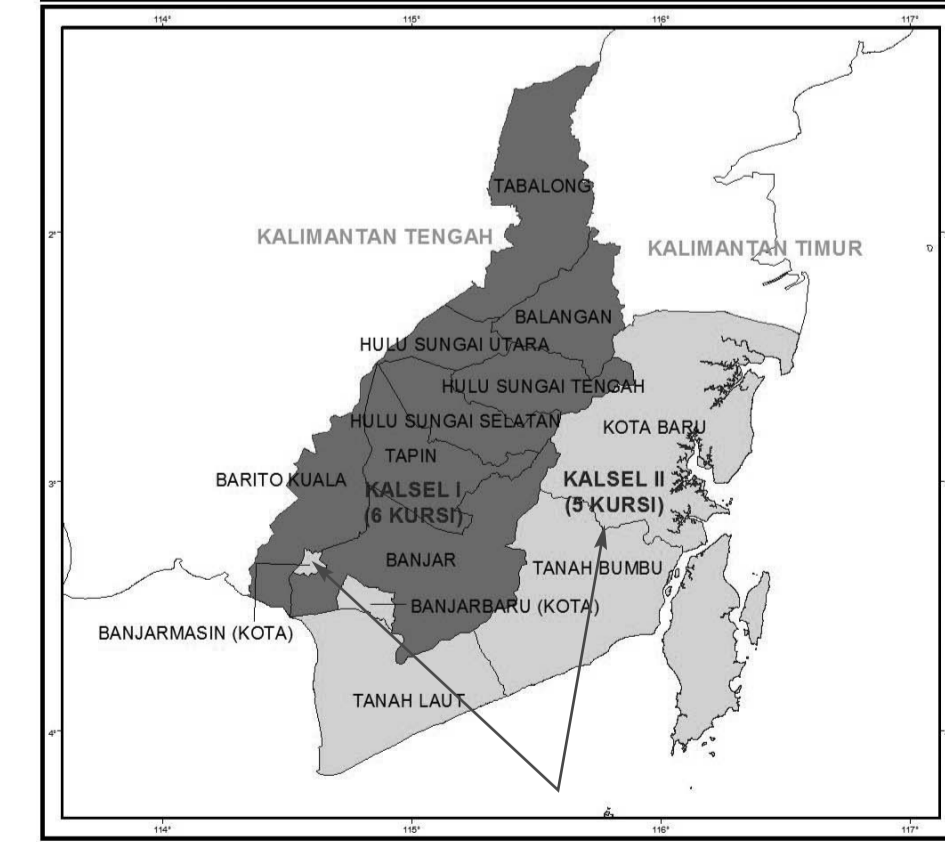 114° 115° 116° 117°
TABALONG
2° KALIMANTAN TENGAH KALIMANTAN TIMUR
BALANGAN
HULU SUNGAI UTARA
HULU SUNGAI TENGAH
HULU SUNGAI SELATAN
KOTA BARU
TAPIN
BARITO KUALA
3°
KALSEL I
(6 KURSI)
KALSEL II
(5 KURSI)
BANJAR
TANAH BUMBU
BANJARBARU (KOTA)
BANJARMASIN (KOTA)
TANAH LAUT
4°
114° 115° 116° 117°